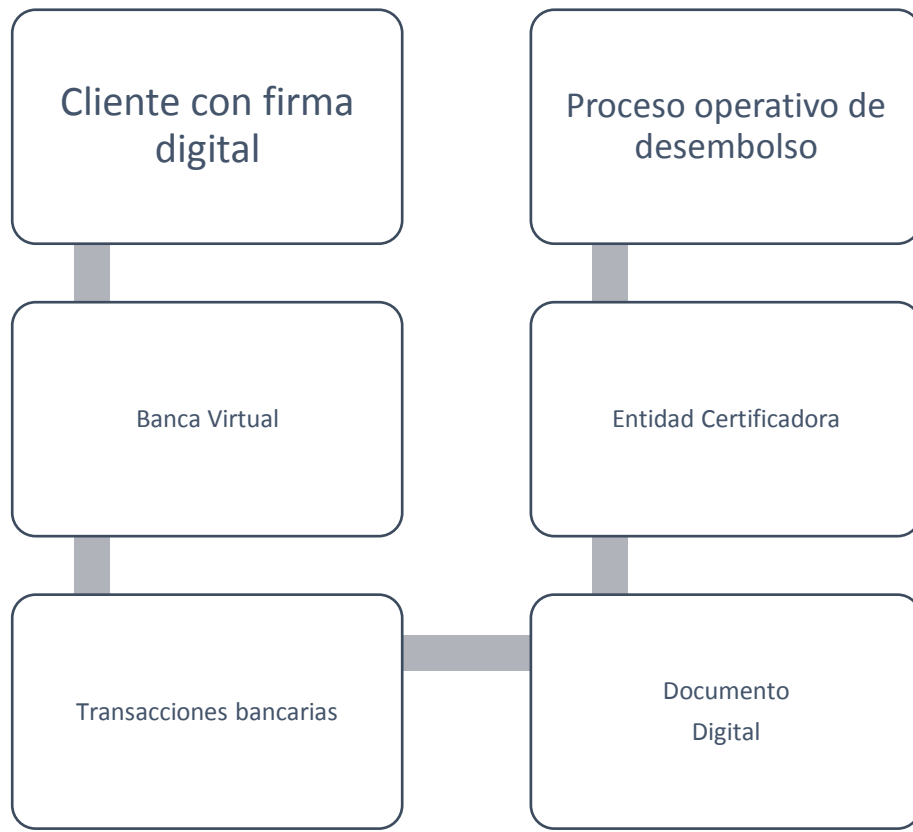 Cliente con firma
digital
Banca Virtual
Transacciones bancarias
Documento
Digital
Entidad Certificadora
Proceso operativo de
desembolso